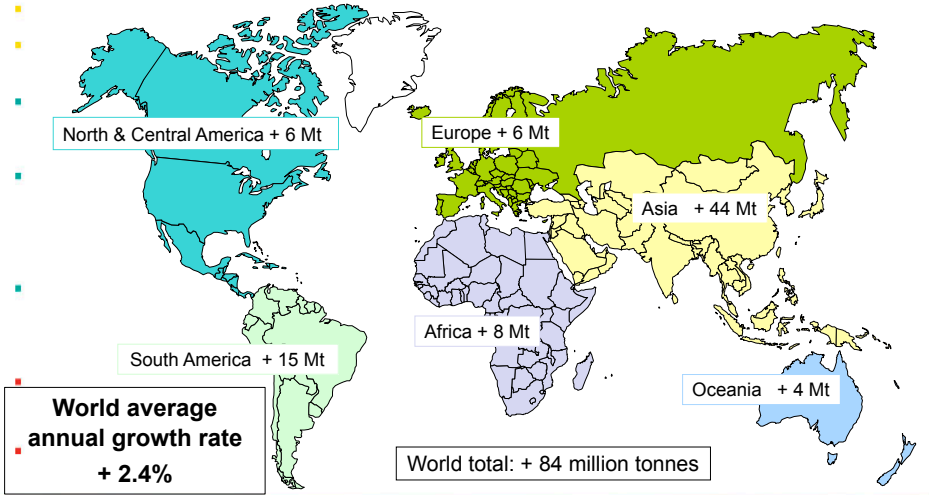 North & Central America + 6 Mt
Europe + 6 Mt
Asia + 44 Mt
Africa + 8 Mt
South America + 15 Mt
Oceania + 4 Mt
World average
annual growth rate
+ 2.4%
World total: + 84 million tonnes